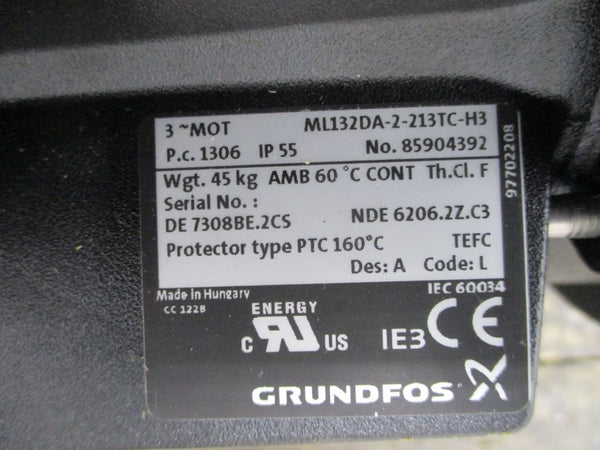 3 ~MOT ML132DA-2-213TC-H3
P.c. 1306 IP 55 No. 85904392
Wgt. 45 kg AMB 60 °C CONT Th.Cl. F
Serial No. :
DE 7308BE.2CS NDE 6206.2Z.C3
Protector type PTC 160°C TEFC
Des: A Code: L
97702208
Made in Hungary IEC 60034
CC 122B
ENERGY
C RU US IE3 CE
GRUNDFOS